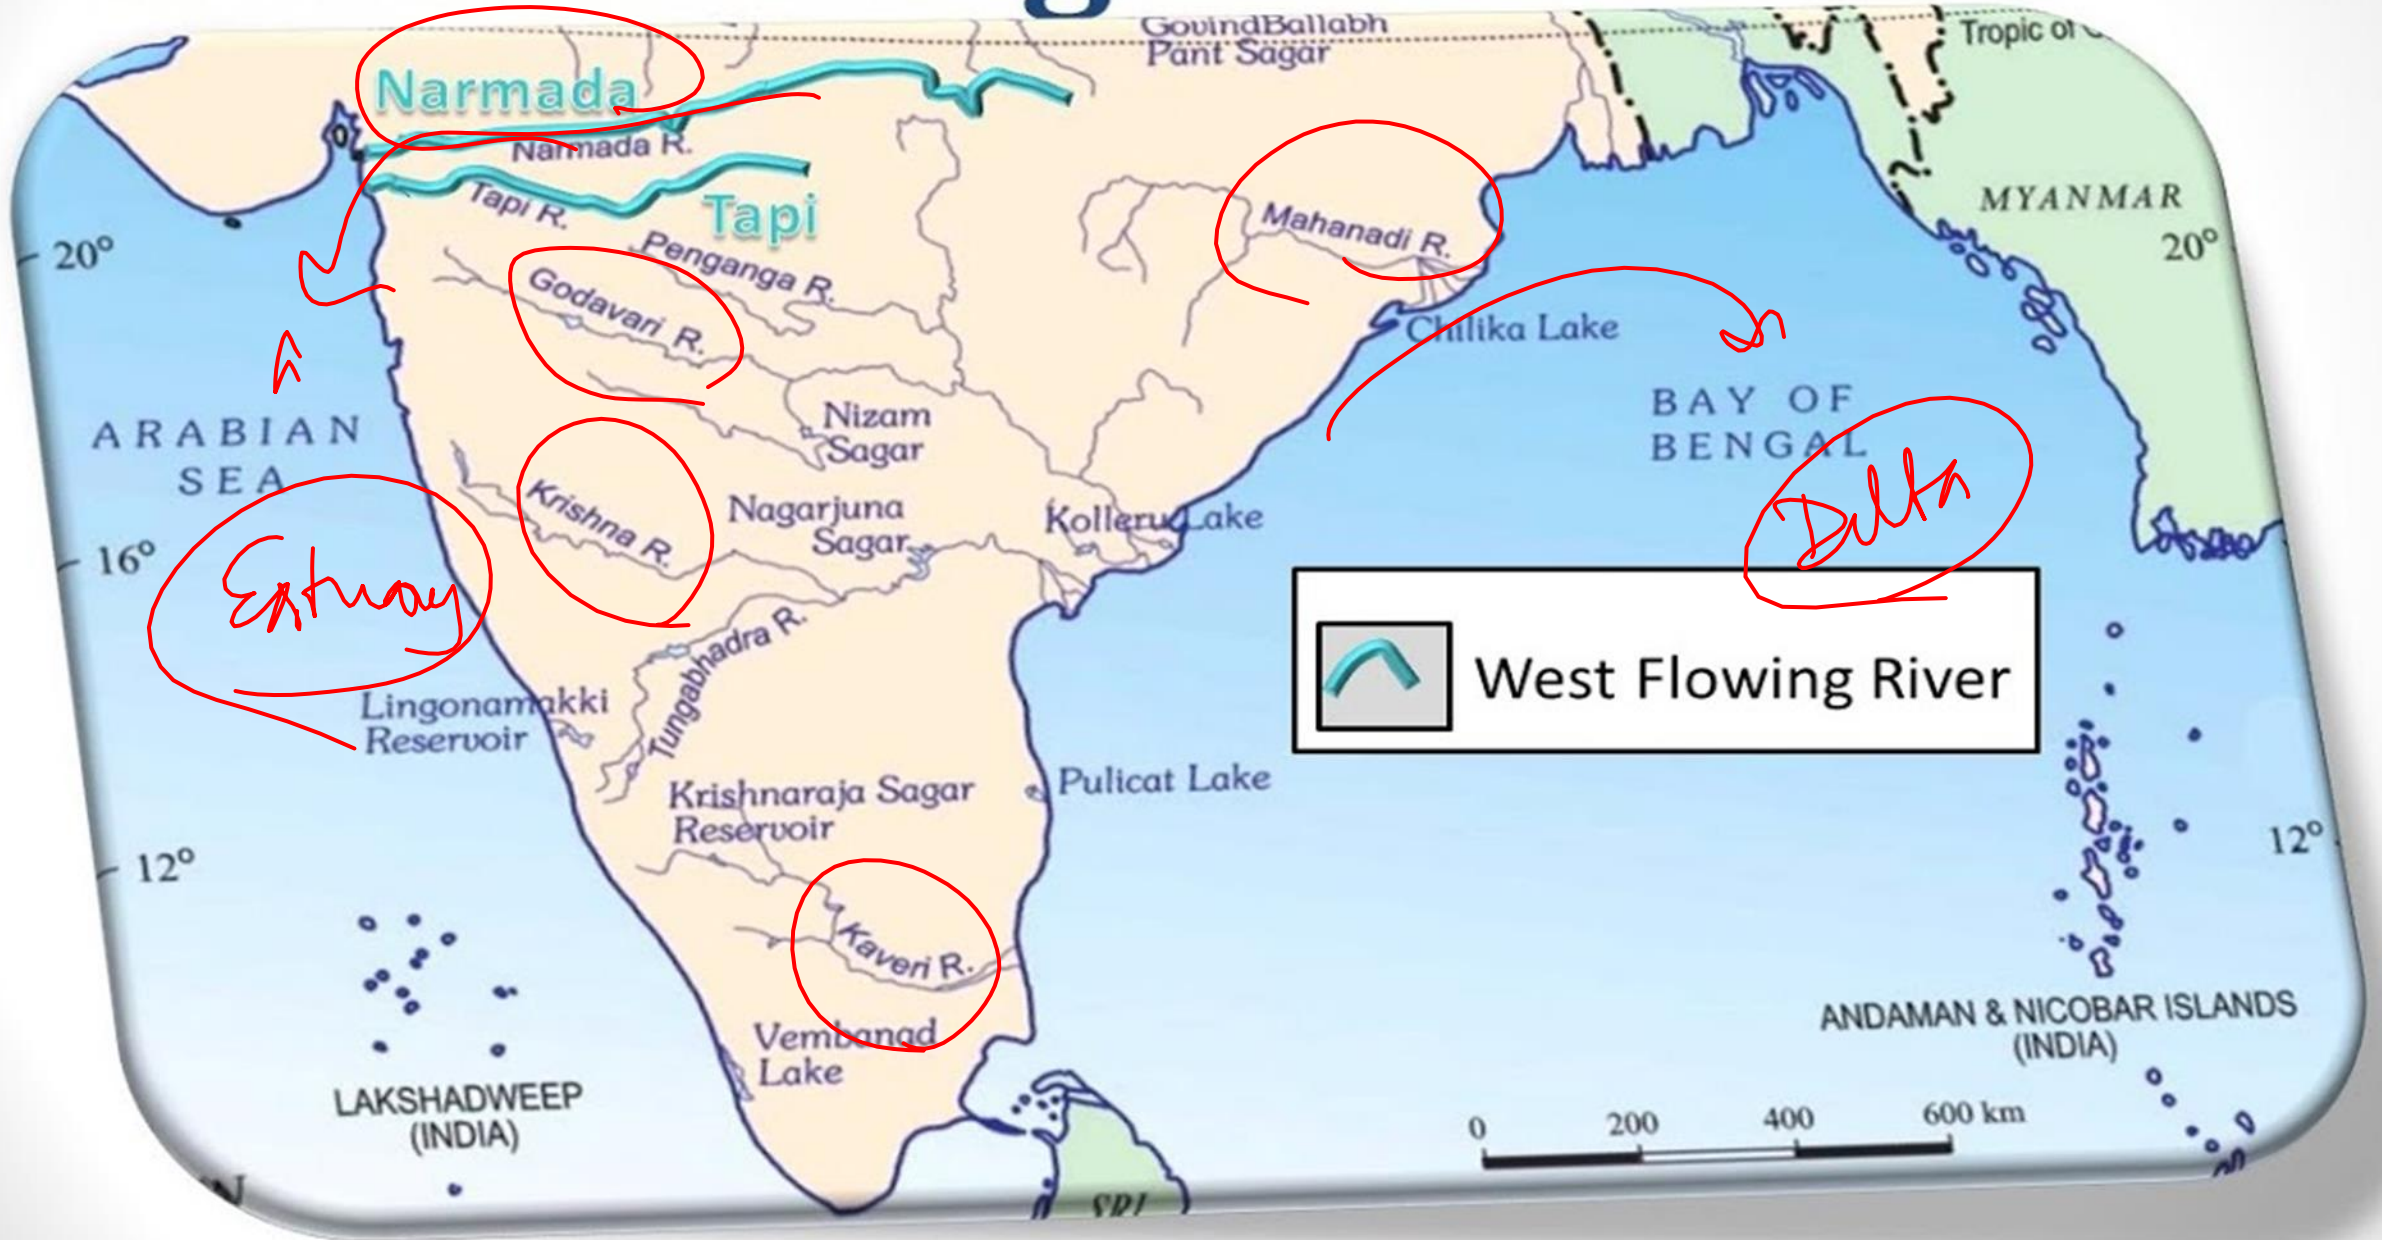 GovindBallabh
Pant Sagar
Tropic of
Narmada
Narmada R.
Tapi R.
Tapi
MYANMAR
20°
20°
Penganga R.
Mahanadi R.
Godavari R.
Chilika Lake
ARABIAN
SEA
BAY OF
BENGAL
Nizam
Sagar
Delta
Krishna R.
Nagarjuna
Sagar
Kolleru Lake
16°
Estuary
West Flowing River
Tungabhadra R.
Lingonamakki
Reservoir
Krishnaraja Sagar
Reservoir
Pulicat Lake
12°
12°
Kaveri R.
Vembanad
Lake
ANDAMAN & NICOBAR ISLANDS
(INDIA)
LAKSHADWEEP
(INDIA)
0 200 400 600 km
SRI